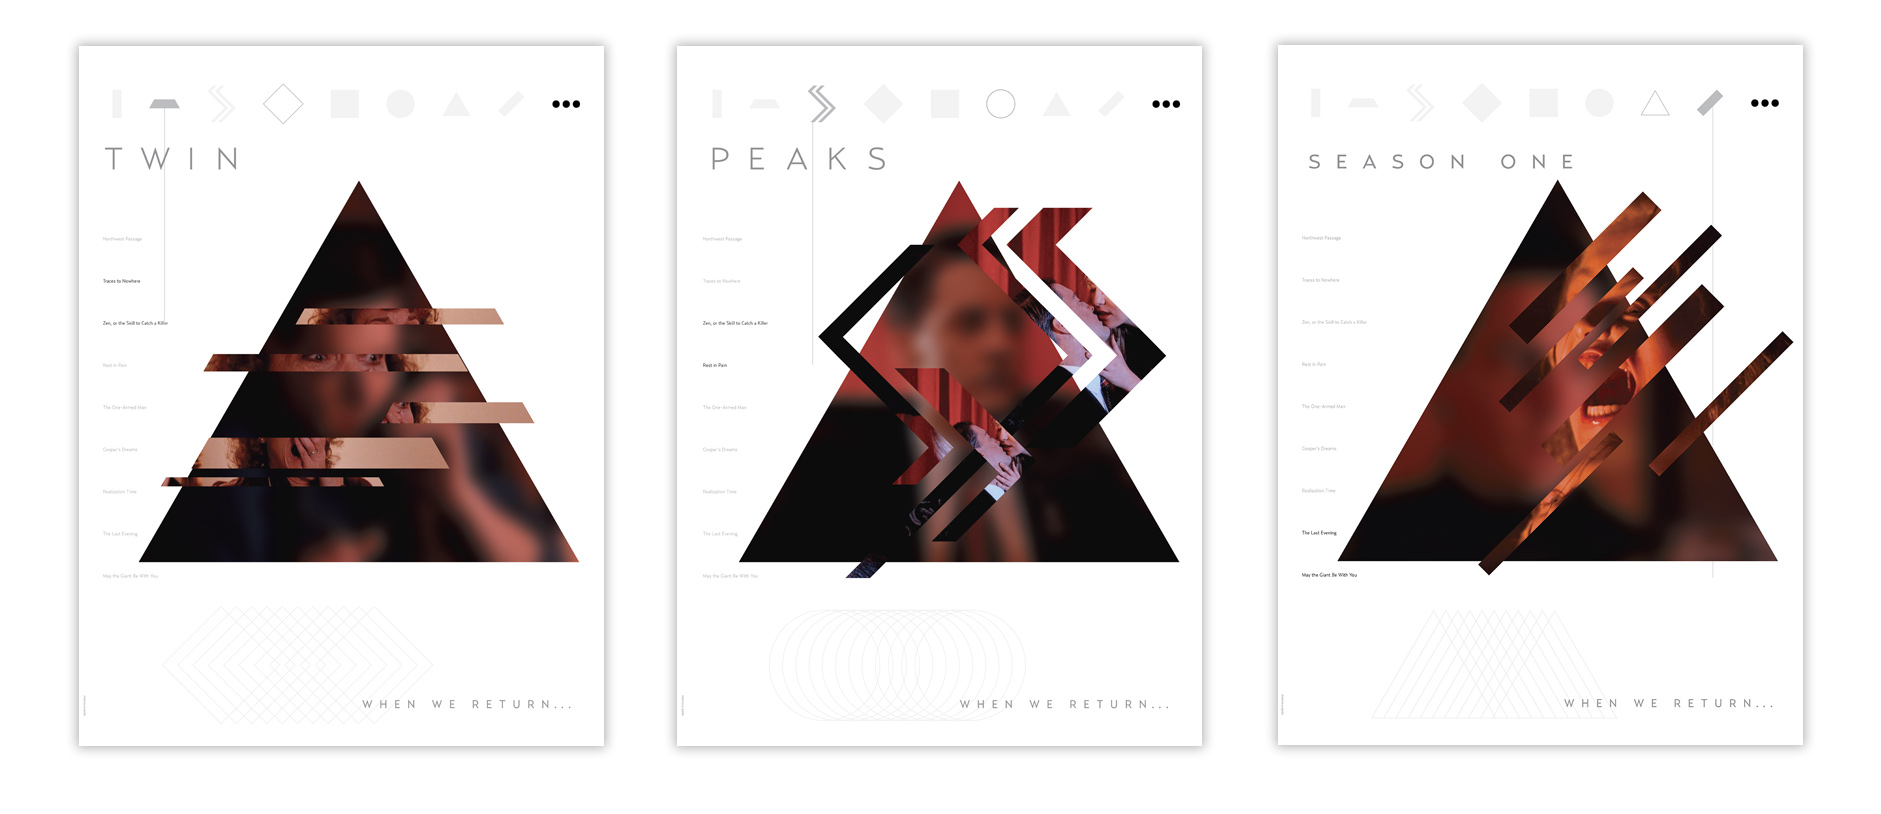 TWIN
Northwest Passage
Traces to Nowhere
Zen, or the Skill to Catch a Killer
Rest in Pain
The One-Armed Man
Cooper's Dreams
Realization Time
The Last Evening
May the Giant Be With You
WHEN WE RETURN...
PEAKS
Northwest Passage
Traces to Nowhere
Zen, or the Skill to Catch a Killer
Rest in Pain
The One-Armed Man
Cooper's Dreams
Realization Time
The Last Evening
May the Giant Be With You
WHEN WE RETURN...
SEASON ONE
Northwest Passage
Traces to Nowhere
Zen, or the Skill to Catch a Killer
Rest in Pain
The One-Armed Man
Cooper's Dreams
Realization Time
The Last Evening
May the Giant Be With You
WHEN WE RETURN...